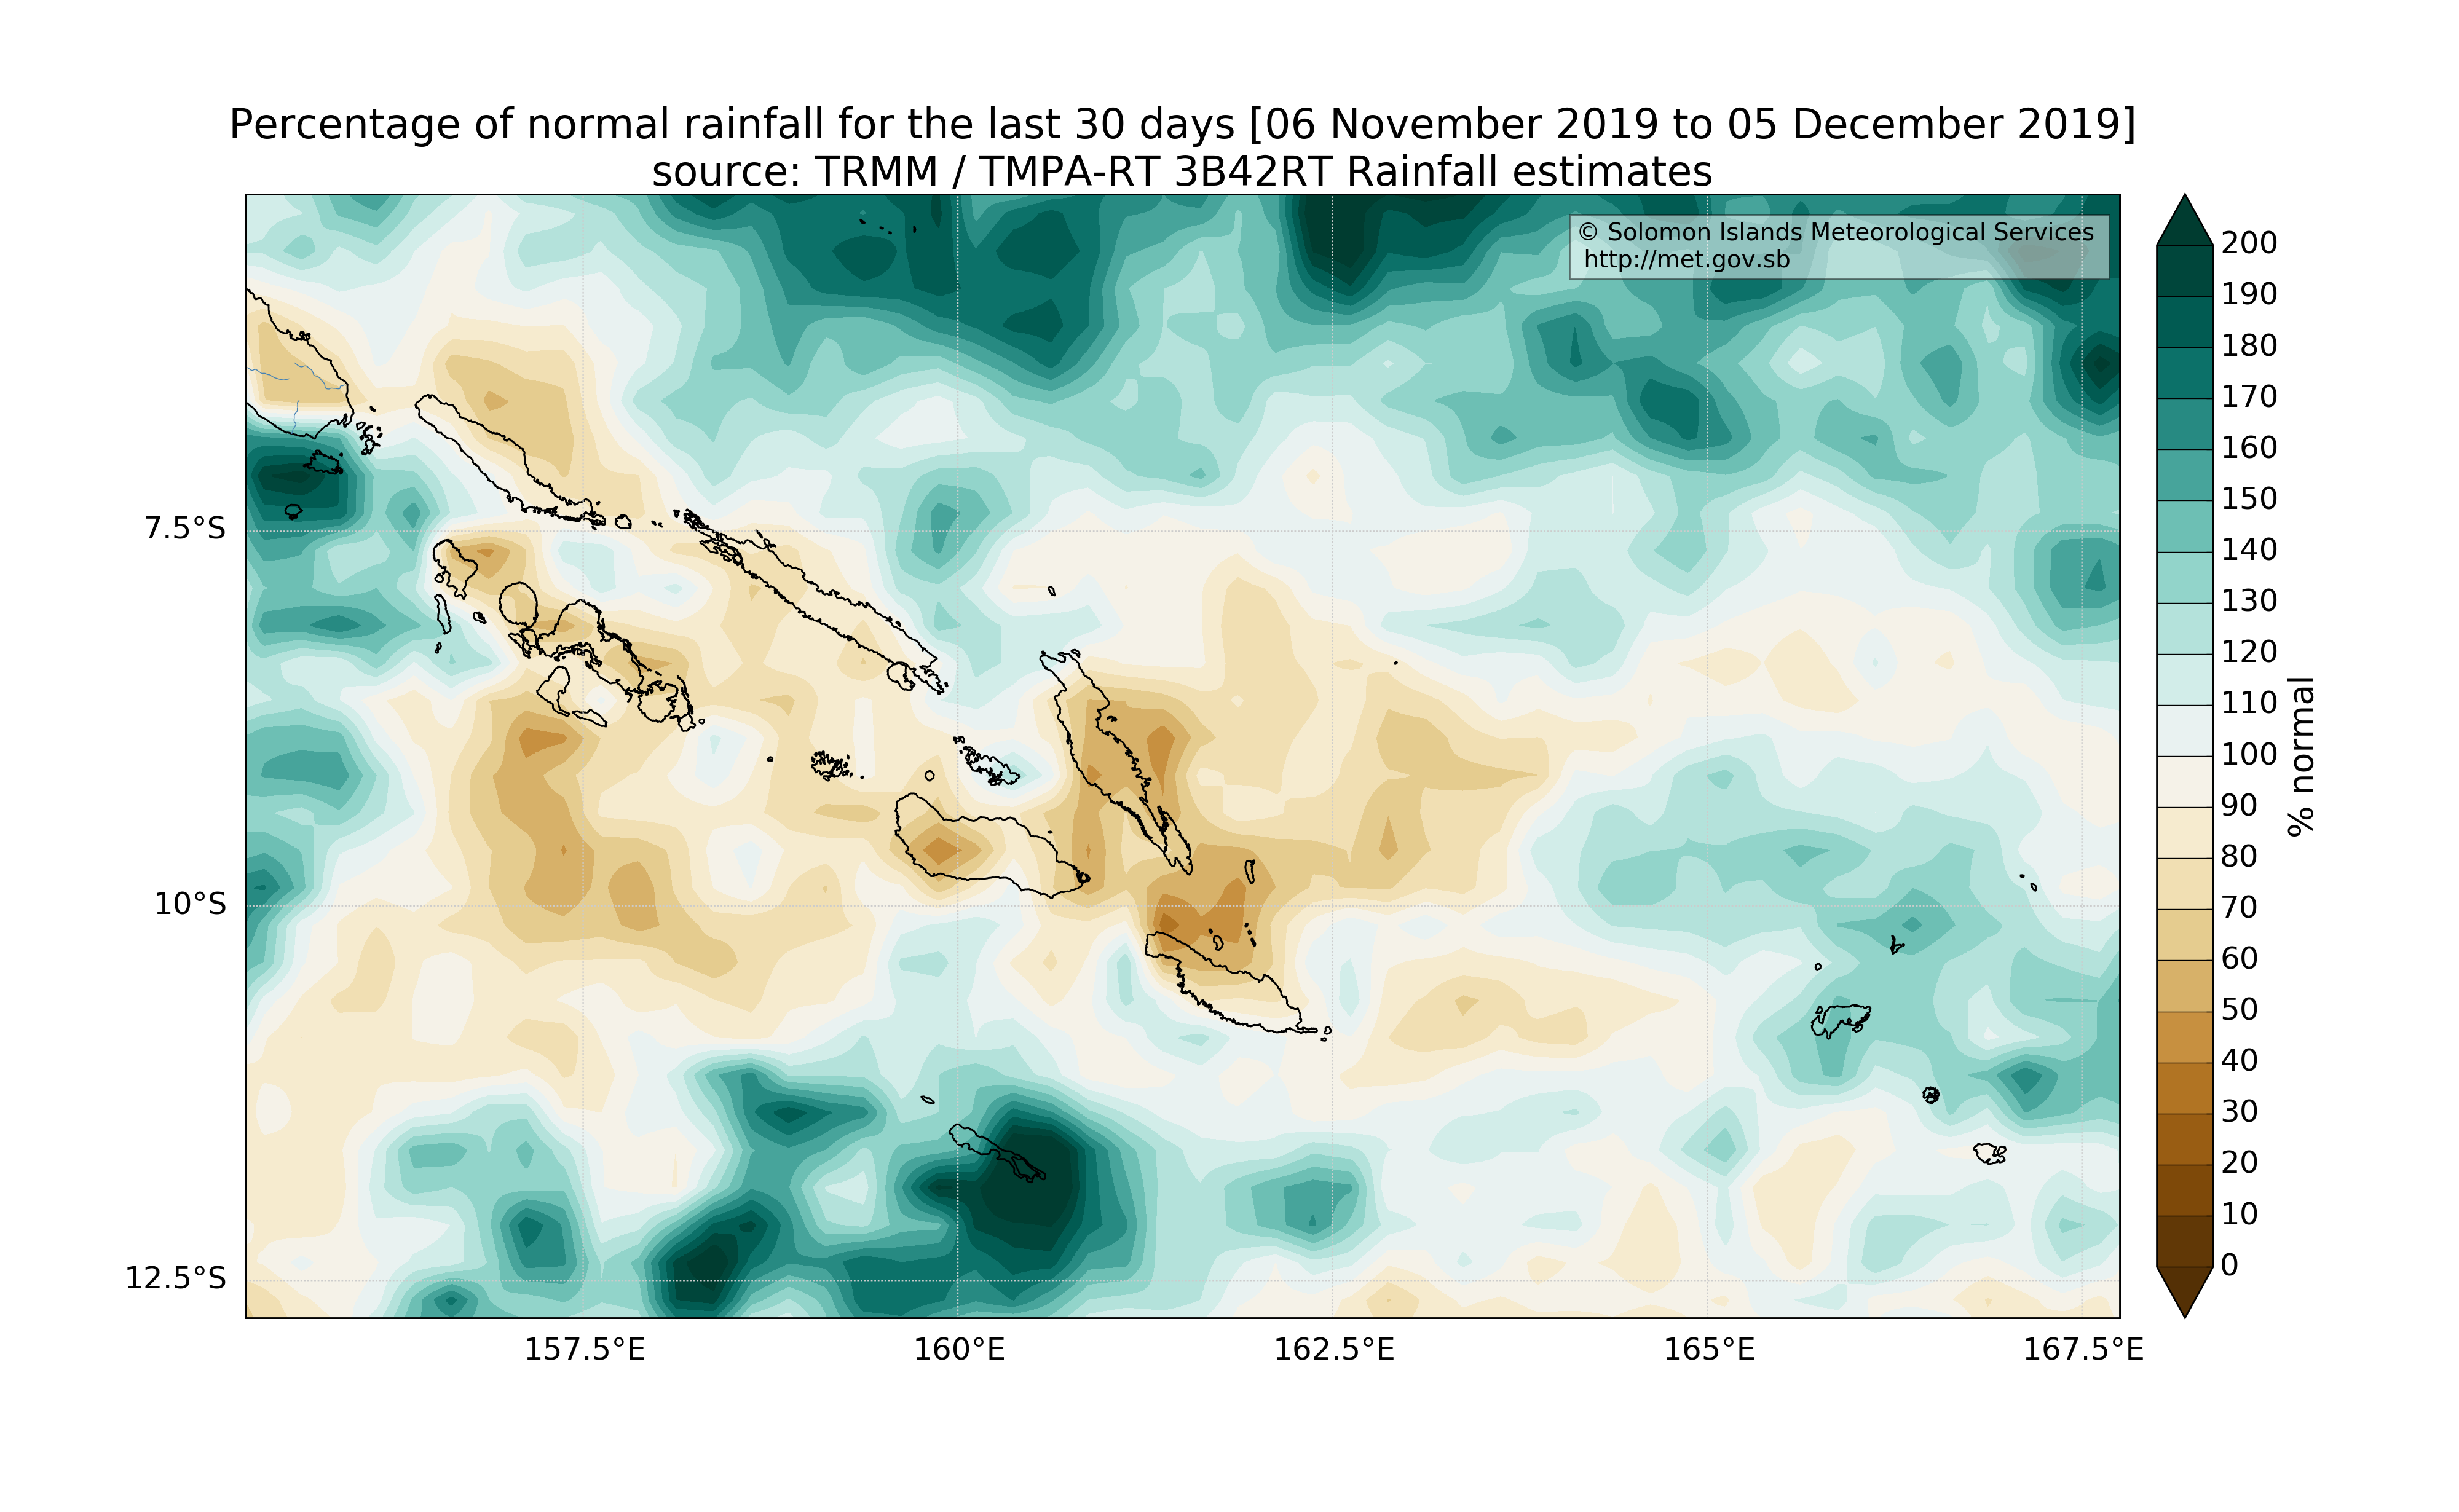 Percentage of normal rainfall for the last 30 days [06 November 2019 to 05 December 2019]
source: TRMM / TMPA-RT 3B42RT Rainfall estimates
© Solomon Islands Meteorological Services
http://met.gov.sb
7.5°S
10°S
12.5°S
157.5°E
160°E
162.5°E
165°E
167.5°E
200
190
180
170
160
150
140
130
120
110
100
90
80
70
60
50
40
30
20
10
0
% normal